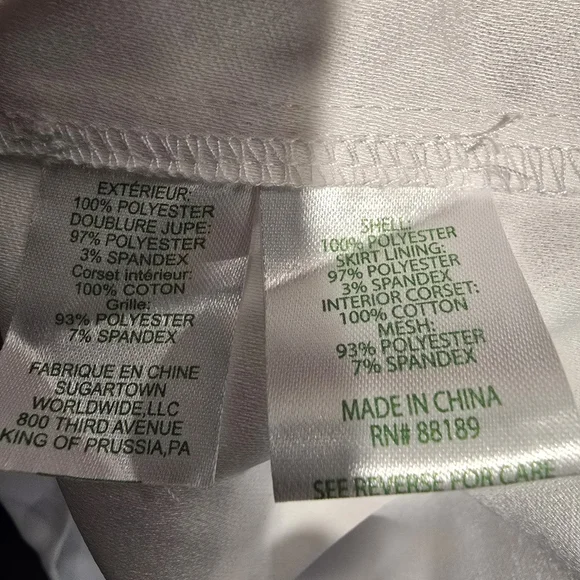 EXTÉRIEUR:
100% POLYESTER
DOUBLURE JUPE:
97% POLYESTER
3% SPANDEX
Corset intérieur:
100% COTON
Grille:
93% POLYESTER
7% SPANDEX
FABRIQUE EN CHINE
SUGARTOWN
WORLDWIDE,LLC
800 THIRD AVENUE
KING OF PRUSSIA,PA
SHELL:
100% POLYESTER
SKIRT LINING:
97% POLYESTER
3% SPANDEX
INTERIOR CORSET:
100% COTTON
MESH:
93% POLYESTER
7% SPANDEX
MADE IN CHINA
RN# 88189
SEE REVERSE FOR CARE